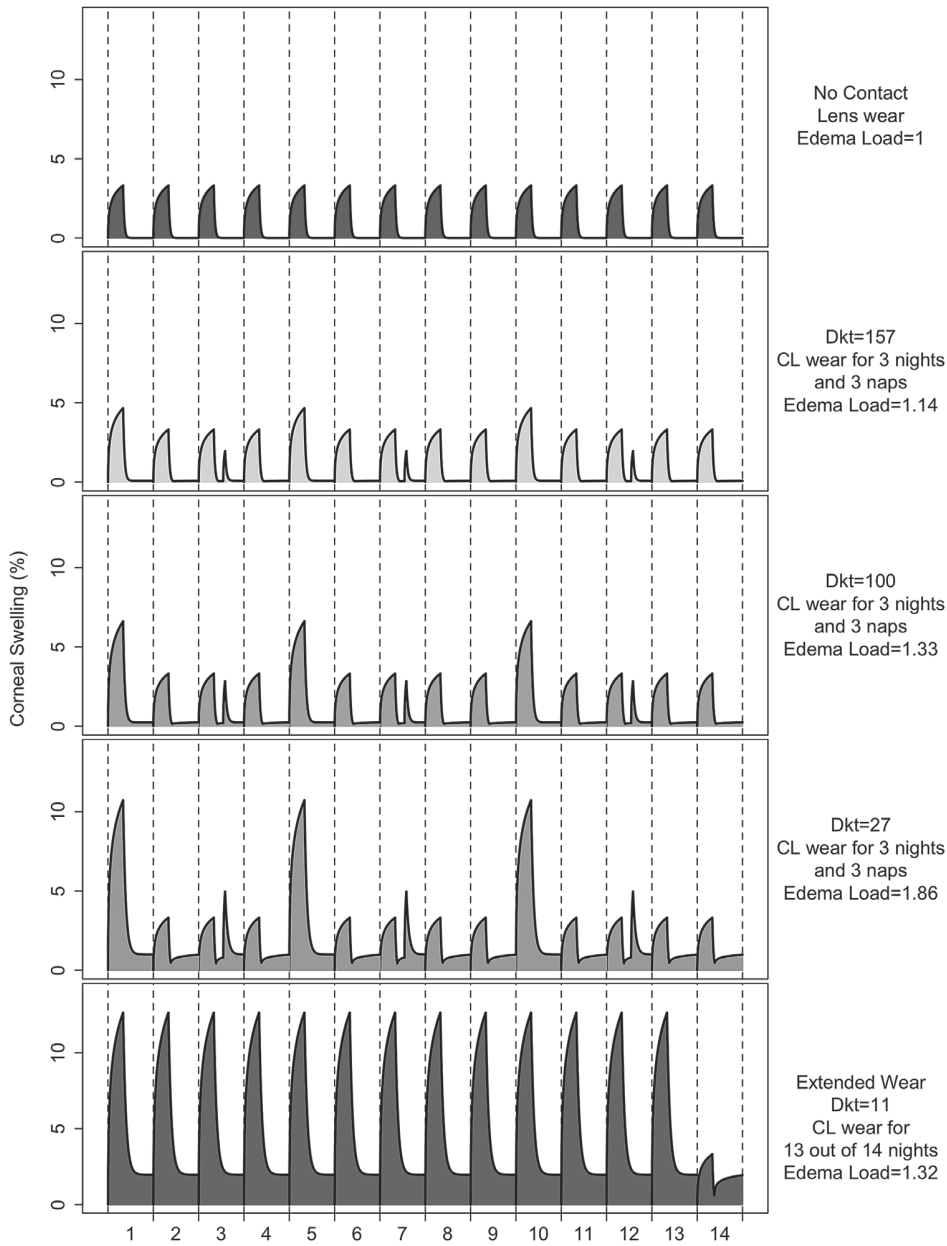 Corneal Swelling (%)
10
5
0
No Contact
Lens wear
Edema Load=1
10
5
0
Dkt=157
CL wear for 3 nights
and 3 naps
Edema Load=1.14
10
5
0
Dkt=100
CL wear for 3 nights
and 3 naps
Edema Load=1.33
10
5
0
Dkt=27
CL wear for 3 nights
and 3 naps
Edema Load=1.86
10
5
0
Extended Wear
Dkt=11
CL wear for
13 out of 14 nights
Edema Load=1.32
1 2 3 4 5 6 7 8 9 10 11 12 13 14